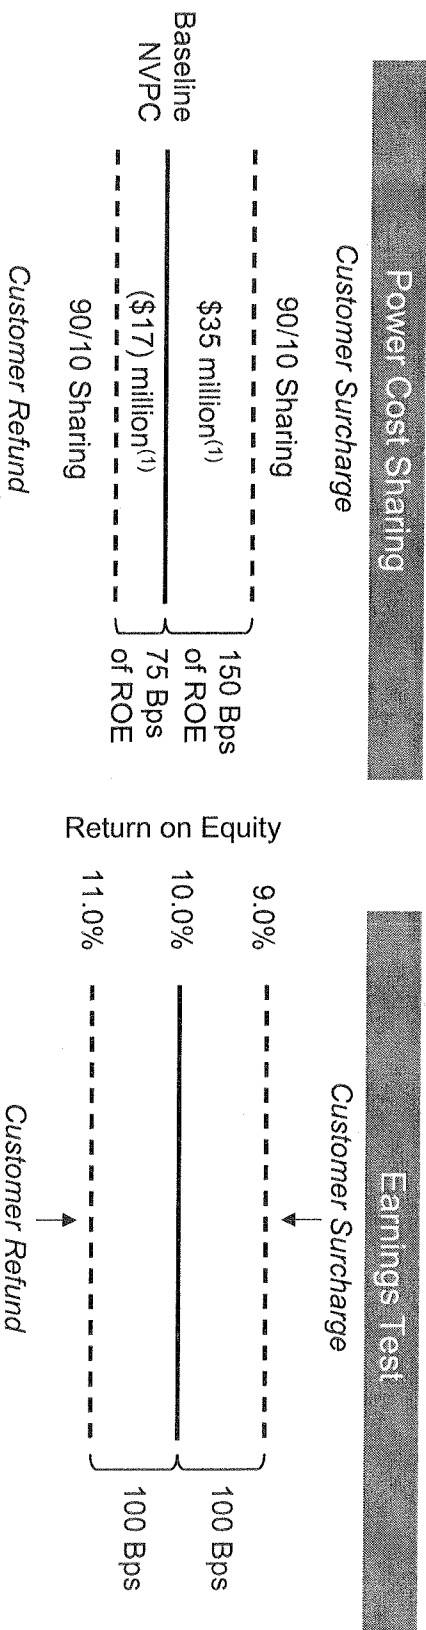 Power Cost Sharing
Customer Surcharge
90/10 Sharing
$35 million(1)
150 Bps
of ROE
Baseline
NVPC
($17) million(1)
75 Bps
of ROE
90/10 Sharing
Customer Refund
Earnings Test
Customer Surcharge
Return on Equity
9.0%
100 Bps
10.0%
100 Bps
11.0%
Customer Refund